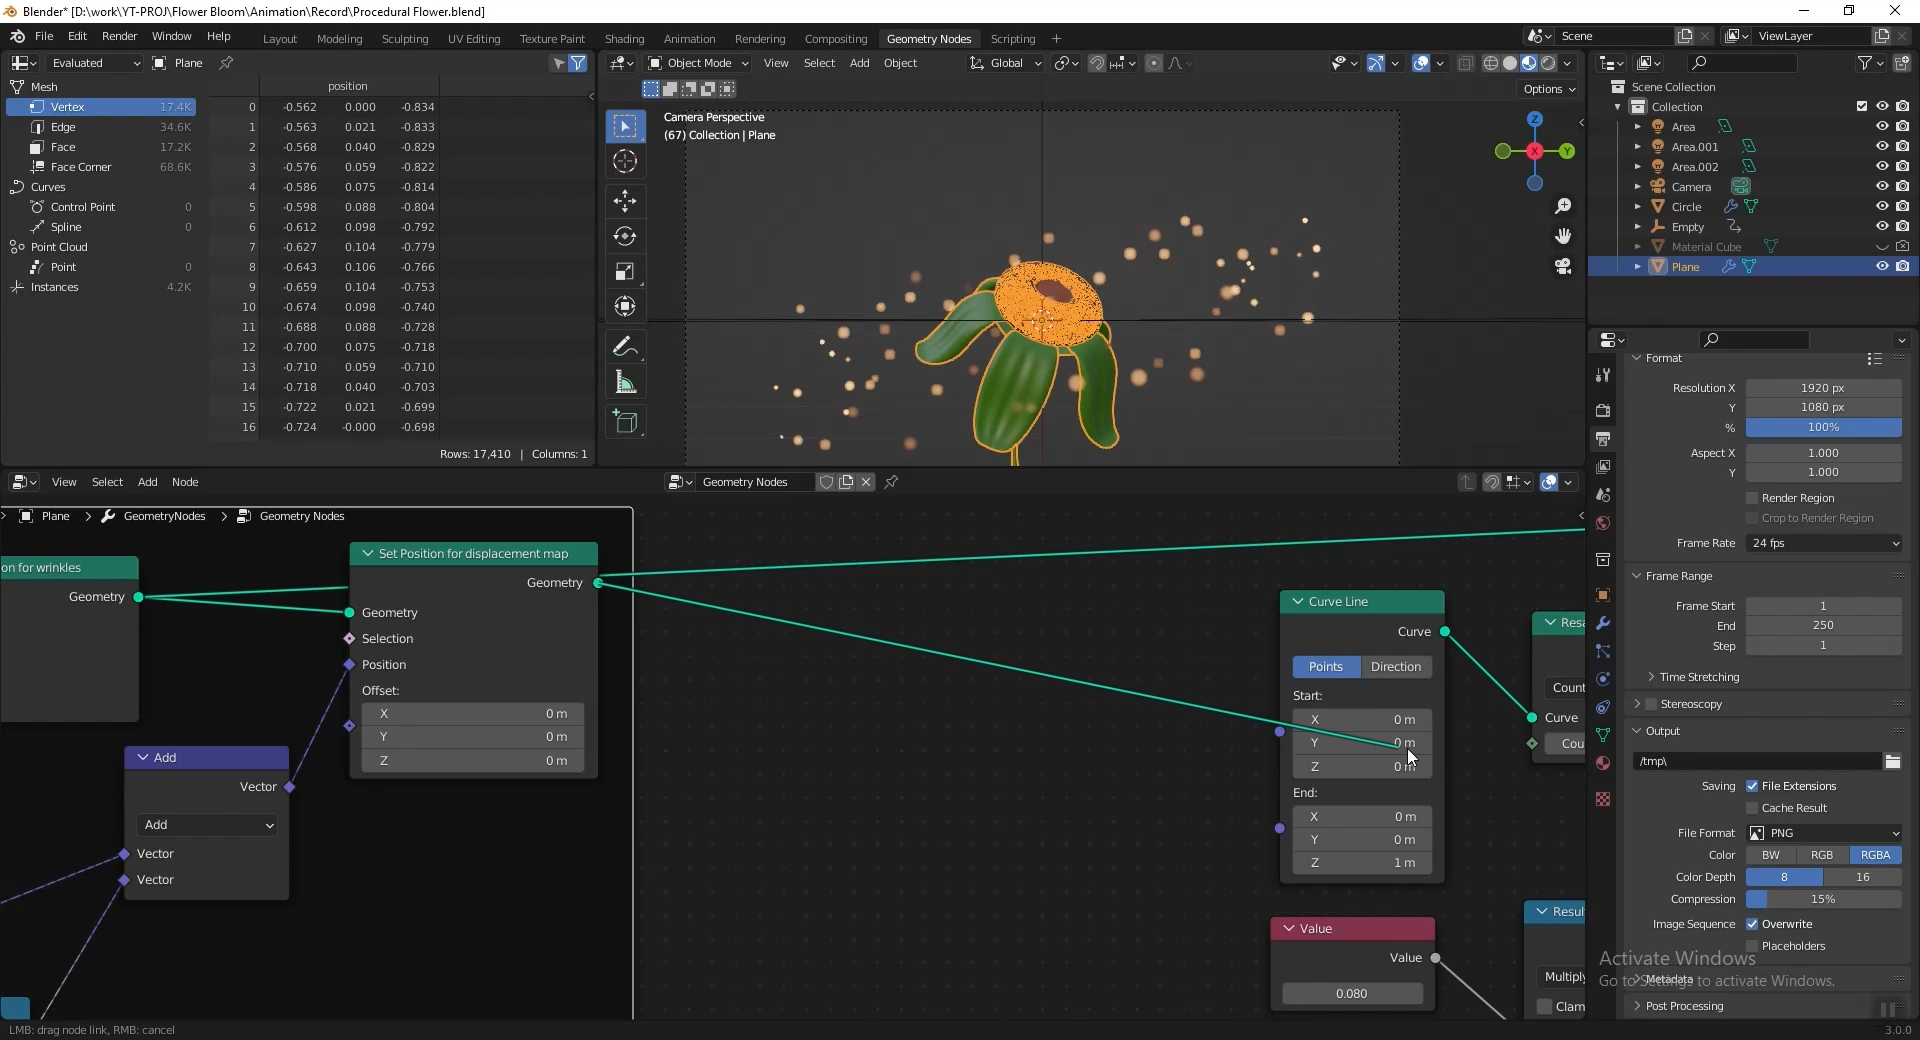 Blender* [D:\work\YT-PROJ\Flower Bloom\Animation\Record\Procedural Flower.blend]
File Edit Render Window Help Layout Modeling Sculpting UV Editing Texture Paint Shading Animation Rendering Compositing Geometry Nodes Scripting + Scene ViewLayer
Evaluated Plane
Object Mode View Select Add Object Global
Options
Mesh
Vertex 17.4K
Edge 34.6K
Face 17.2K
Face Corner 68.6K
Curves
Control Point 0
Spline 0
Point Cloud
Point 0
Instances 4.2K
position
0 -0.562 0.000 -0.834
1 -0.563 0.021 -0.833
2 -0.568 0.040 -0.829
3 -0.576 0.059 -0.822
4 -0.586 0.075 -0.814
5 -0.598 0.088 -0.804
6 -0.612 0.098 -0.792
7 -0.627 0.104 -0.779
8 -0.643 0.106 -0.766
9 -0.659 0.104 -0.753
10 -0.674 0.098 -0.740
11 -0.688 0.088 -0.728
12 -0.700 0.075 -0.718
13 -0.710 0.059 -0.710
14 -0.718 0.040 -0.703
15 -0.722 0.021 -0.699
16 -0.724 -0.000 -0.698
Rows: 17,410 | Columns: 1
Camera Perspective
(67) Collection | Plane
Z
X
Y
Scene Collection
Collection
Area
Area.001
Area.002
Camera
Circle
Empty
Material Cube
Plane
Format
Resolution X 1920 px
Y 1080 px
% 100%
Aspect X 1.000
Y 1.000
Render Region
Crop to Render Region
Frame Rate 24 fps
Frame Range
Frame Start 1
End 250
Step 1
Time Stretching
Stereoscopy
Output
/tmp\
Saving File Extensions
Cache Result
File Format PNG
Color BW RGB RGBA
Color Depth 8 16
Compression 15%
Image Sequence Overwrite
Placeholders
Metadata
Post Processing
Activate Windows
Go to Settings to activate Windows.
View Select Add Node Geometry Nodes
Plane > GeometryNodes > Geometry Nodes
on for wrinkles
Geometry
Set Position for displacement map
Geometry
Geometry
Selection
Position
Offset:
X 0 m
Y 0 m
Z 0 m
Add
Vector
Add
Vector
Vector
Curve Line
Curve
Points Direction
Start:
X 0 m
Y 0 m
Z 0 m
End:
X 0 m
Y 0 m
Z 1 m
Value
Value
0.080
Resa
Count
Curve
Cou
Resul
Multiply
Clam
LMB: drag node link, RMB: cancel
3.0.0